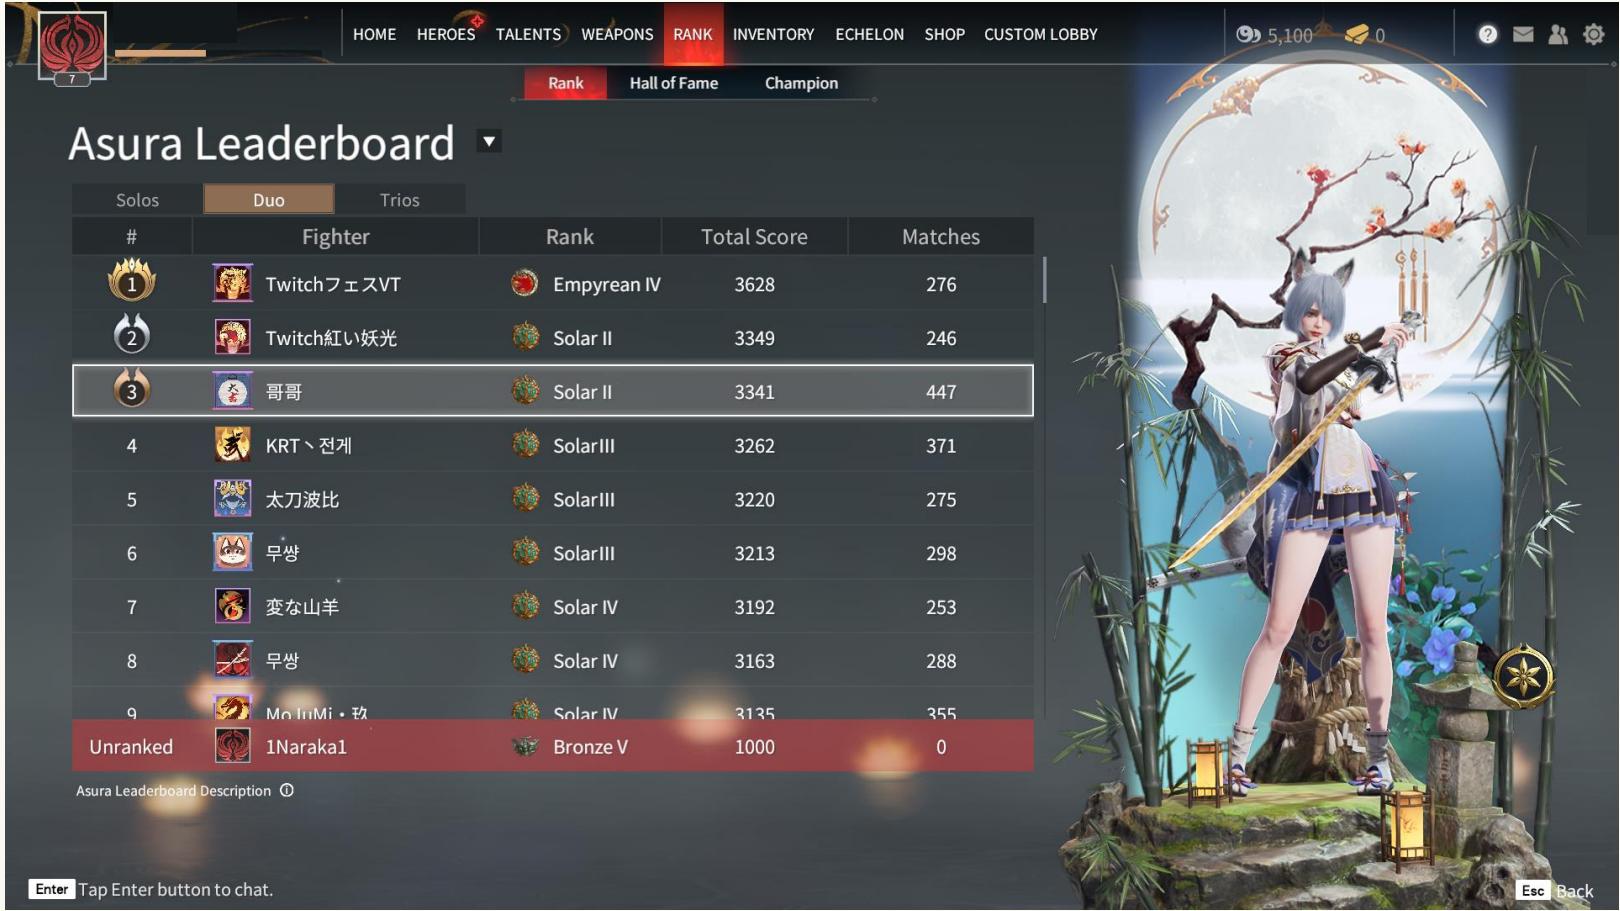 HOME HEROES TALENTS WEAPONS RANK INVENTORY ECHELON SHOP CUSTOM LOBBY 5,100 0
7
Rank Hall of Fame Champion
Asura Leaderboard
Solos Duo Trios
# Fighter Rank Total Score Matches
1 TwitchフェスVT Empyrean IV 3628 276
2 Twitch紅い妖光 Solar II 3349 246
3 哥哥 Solar II 3341 447
4 KRT丶전게 SolarIII 3262 371
5 太刀波比 SolarIII 3220 275
6 무썅 SolarIII 3213 298
7 変な山羊 Solar IV 3192 253
8 무쌍 Solar IV 3163 288
9 MoJuMi・玖 Solar IV 3135 355
Unranked 1Naraka1 Bronze V 1000 0
Asura Leaderboard Description
Enter Tap Enter button to chat.
Esc Back